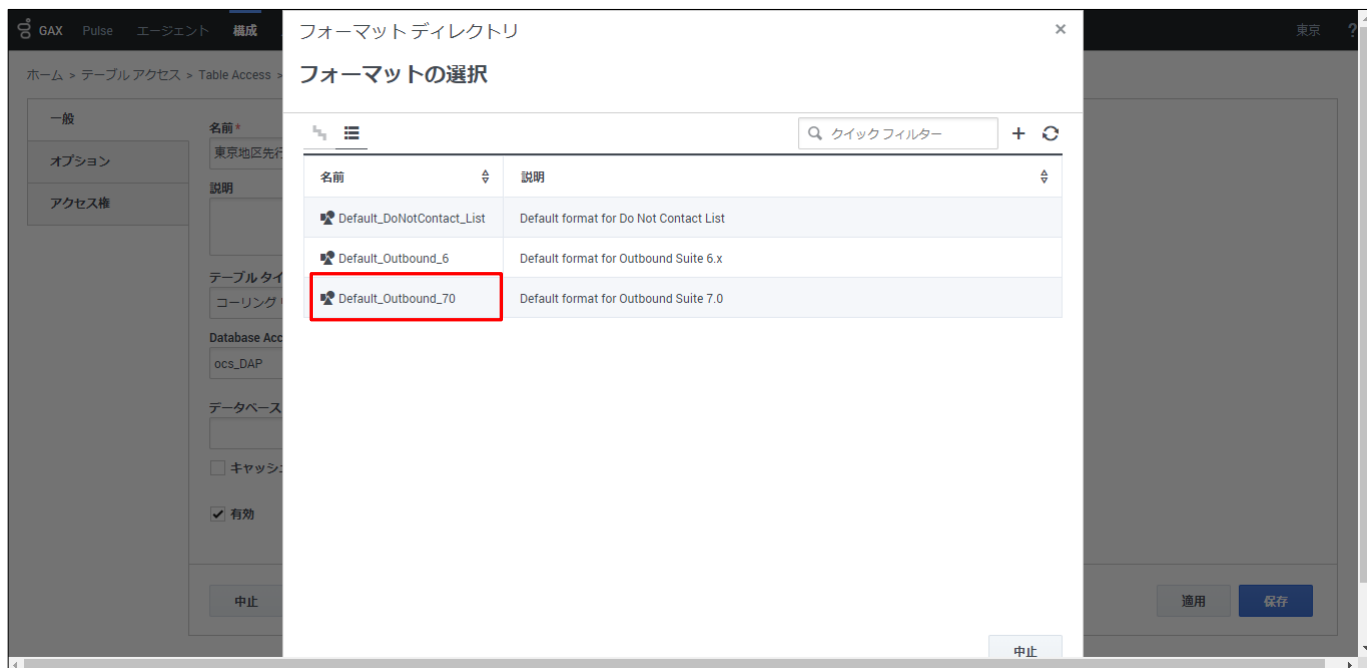 GAX Pulse エージェント 構成 東京 ?
フォーマット ディレクトリ ×
ホーム > テーブル アクセス > Table Access >
フォーマットの選択
一般
オプション
アクセス権
名前*
東京地区先行
説明
テーブル タイ
コーリング
Database Acc
ocs_DAP
データベース
キャッシ
有効
中止
クイック フィルター
名前 説明
Default_DoNotContact_List Default format for Do Not Contact List
Default_Outbound_6 Default format for Outbound Suite 6.x
Default_Outbound_70 Default format for Outbound Suite 7.0
中止
適用 保存